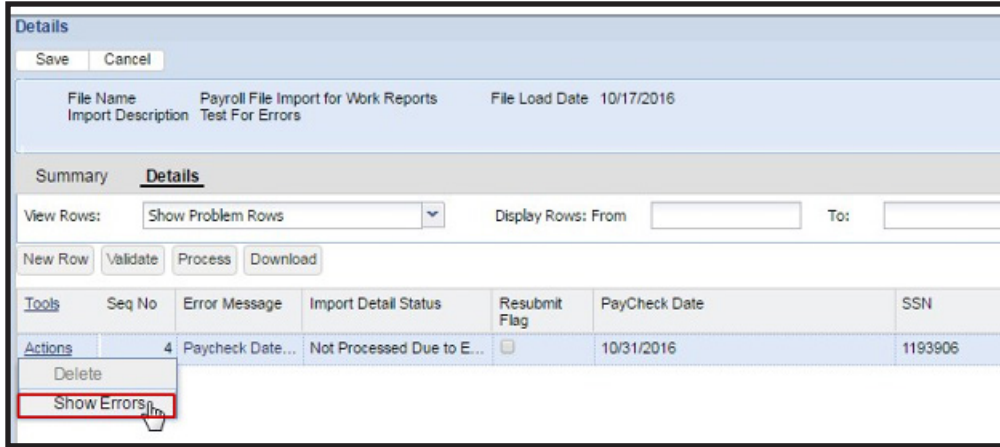 Details
Save Cancel
File Name Payroll File Import for Work Reports File Load Date 10/17/2016
Import Description Test For Errors
Summary Details
View Rows: Show Problem Rows Display Rows: From To:
New Row Validate Process Download
Tools Seq No Error Message Import Detail Status Resubmit Flag PayCheck Date SSN
Actions 4 Paycheck Date... Not Processed Due to E... 10/31/2016 1193906
Delete
Show Errors